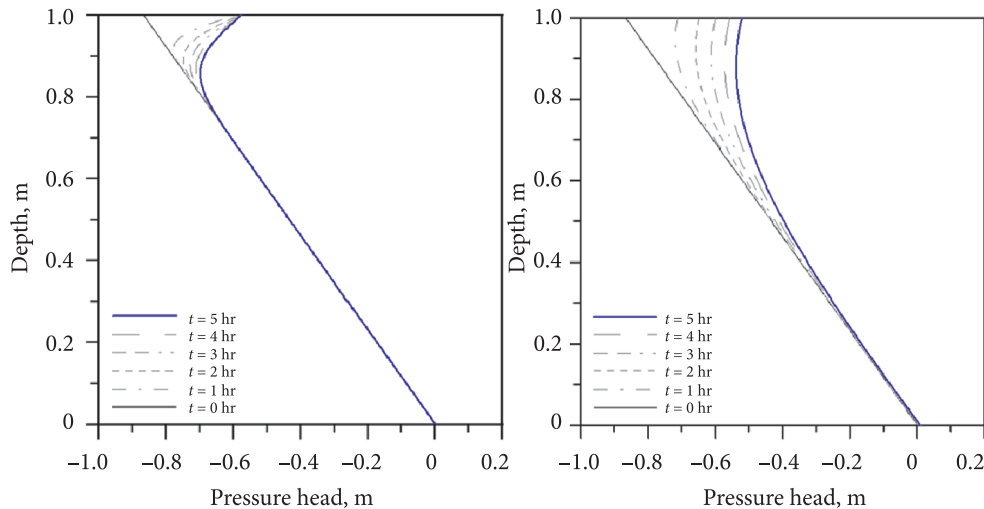 1.0
0.8
0.6
0.4
0.2
0
Depth, m
t = 5 hr
t = 4 hr
t = 3 hr
t = 2 hr
t = 1 hr
t = 0 hr
–1.0 –0.8 –0.6 –0.4 –0.2 0 0.2
Pressure head, m
1.0
0.8
0.6
0.4
0.2
0
Depth, m
t = 5 hr
t = 4 hr
t = 3 hr
t = 2 hr
t = 1 hr
t = 0 hr
–1.0 –0.8 –0.6 –0.4 –0.2 0 0.2
Pressure head, m